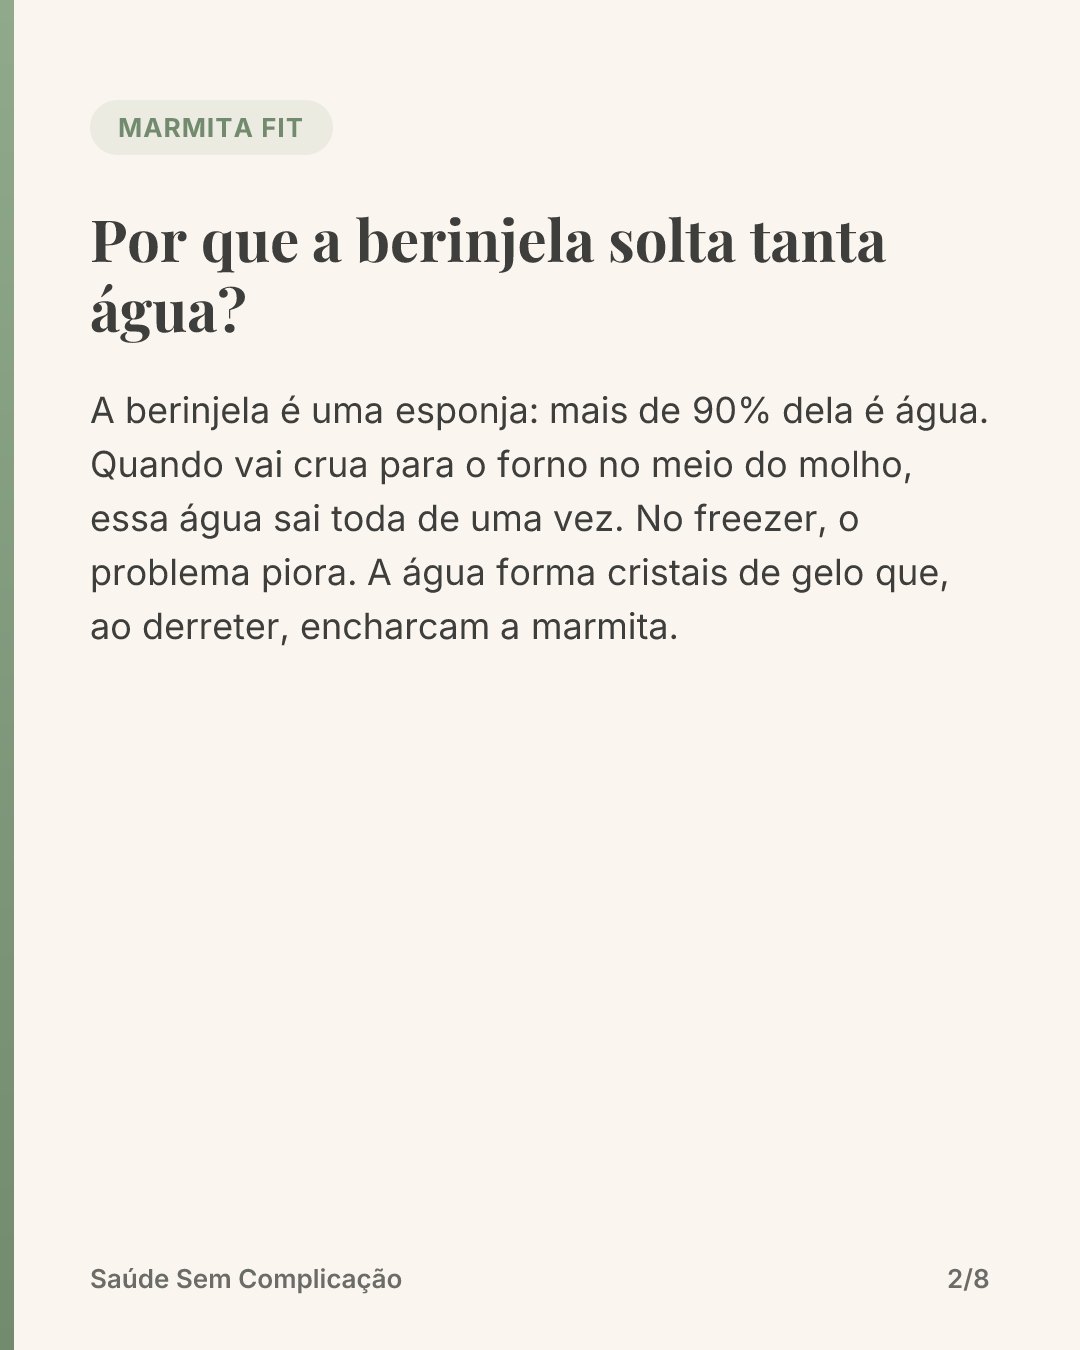 MARMITA FIT
Por que a berinjela solta tanta
água?
A berinjela é uma esponja: mais de 90% dela é água.
Quando vai crua para o forno no meio do molho,
essa água sai toda de uma vez. No freezer, o
problema piora. A água forma cristais de gelo que,
ao derreter, encharcam a marmita.
Saúde Sem Complicação
2/8